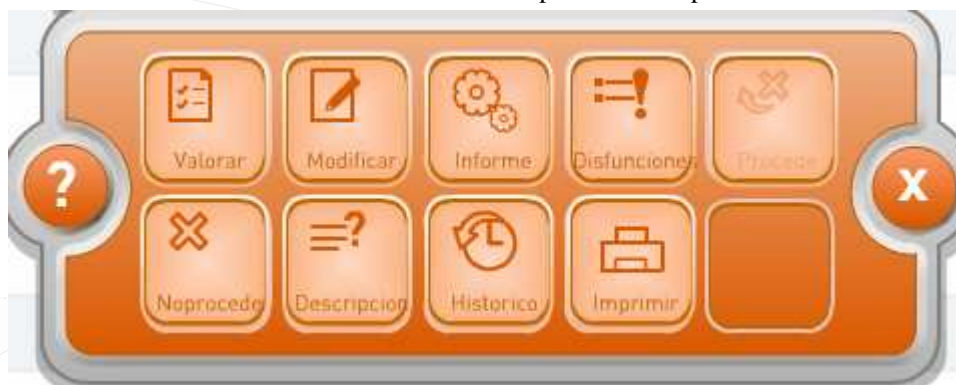 Valorar
Modificar
Informe
Disfunciones
Procede
?
X
Noprocede
Descripcion
Historico
Imprimir